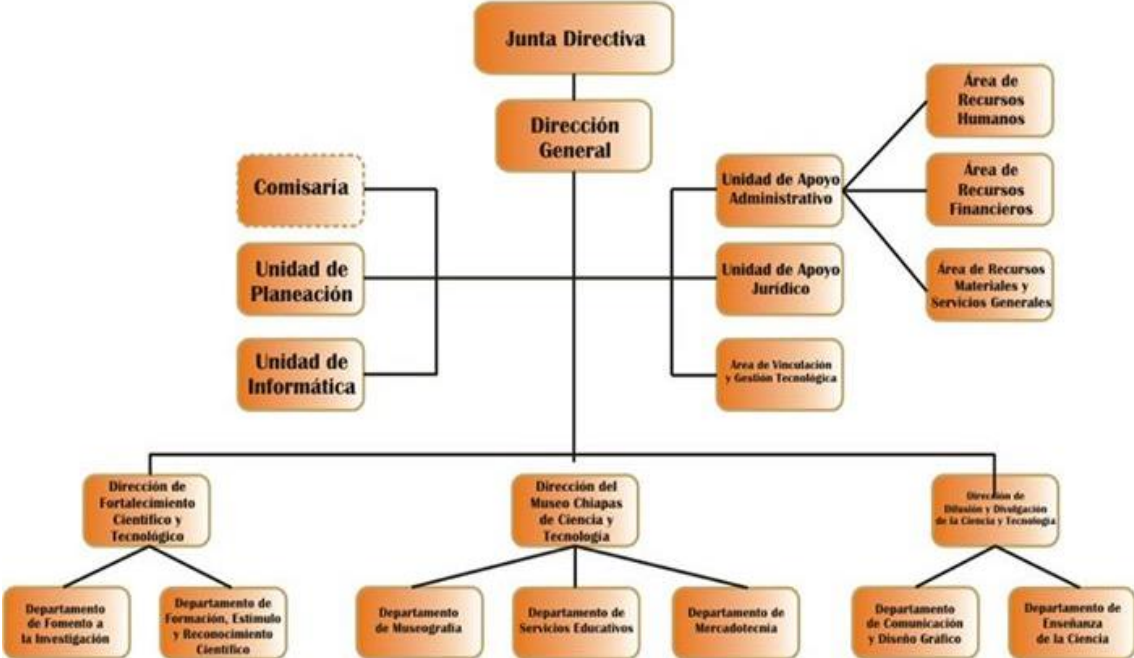 Junta Directiva
Dirección
General
Comisaría
Unidad de
Planeación
Unidad de
Informática
Unidad de Apoyo
Administrativo
Unidad de Apoyo
Jurídico
Area de Vinculación
y Gestión Tecnológica
Área de
Recursos
Humanos
Área de
Recursos
Financieros
Área de Recursos
Materiales y
Servicios Generales
Dirección de
Fortalecimiento
Científico y
Tecnológico
Dirección del
Museo Chiapas
de Ciencia y
Tecnología
Dirección de
Difusión y Divulgación
de la Ciencia y Tecnología
Departamento
de Fomento a
la Investigación
Departamento de
Formación, Estímulo
y Reconocimiento
Científico
Departamento
de Museografía
Departamento de
Servicios Educativos
Departamento de
Mercadotecnia
Departamento
de Comunicación
y Diseño Gráfico
Departamento de
Enseñanza
de la Ciencia